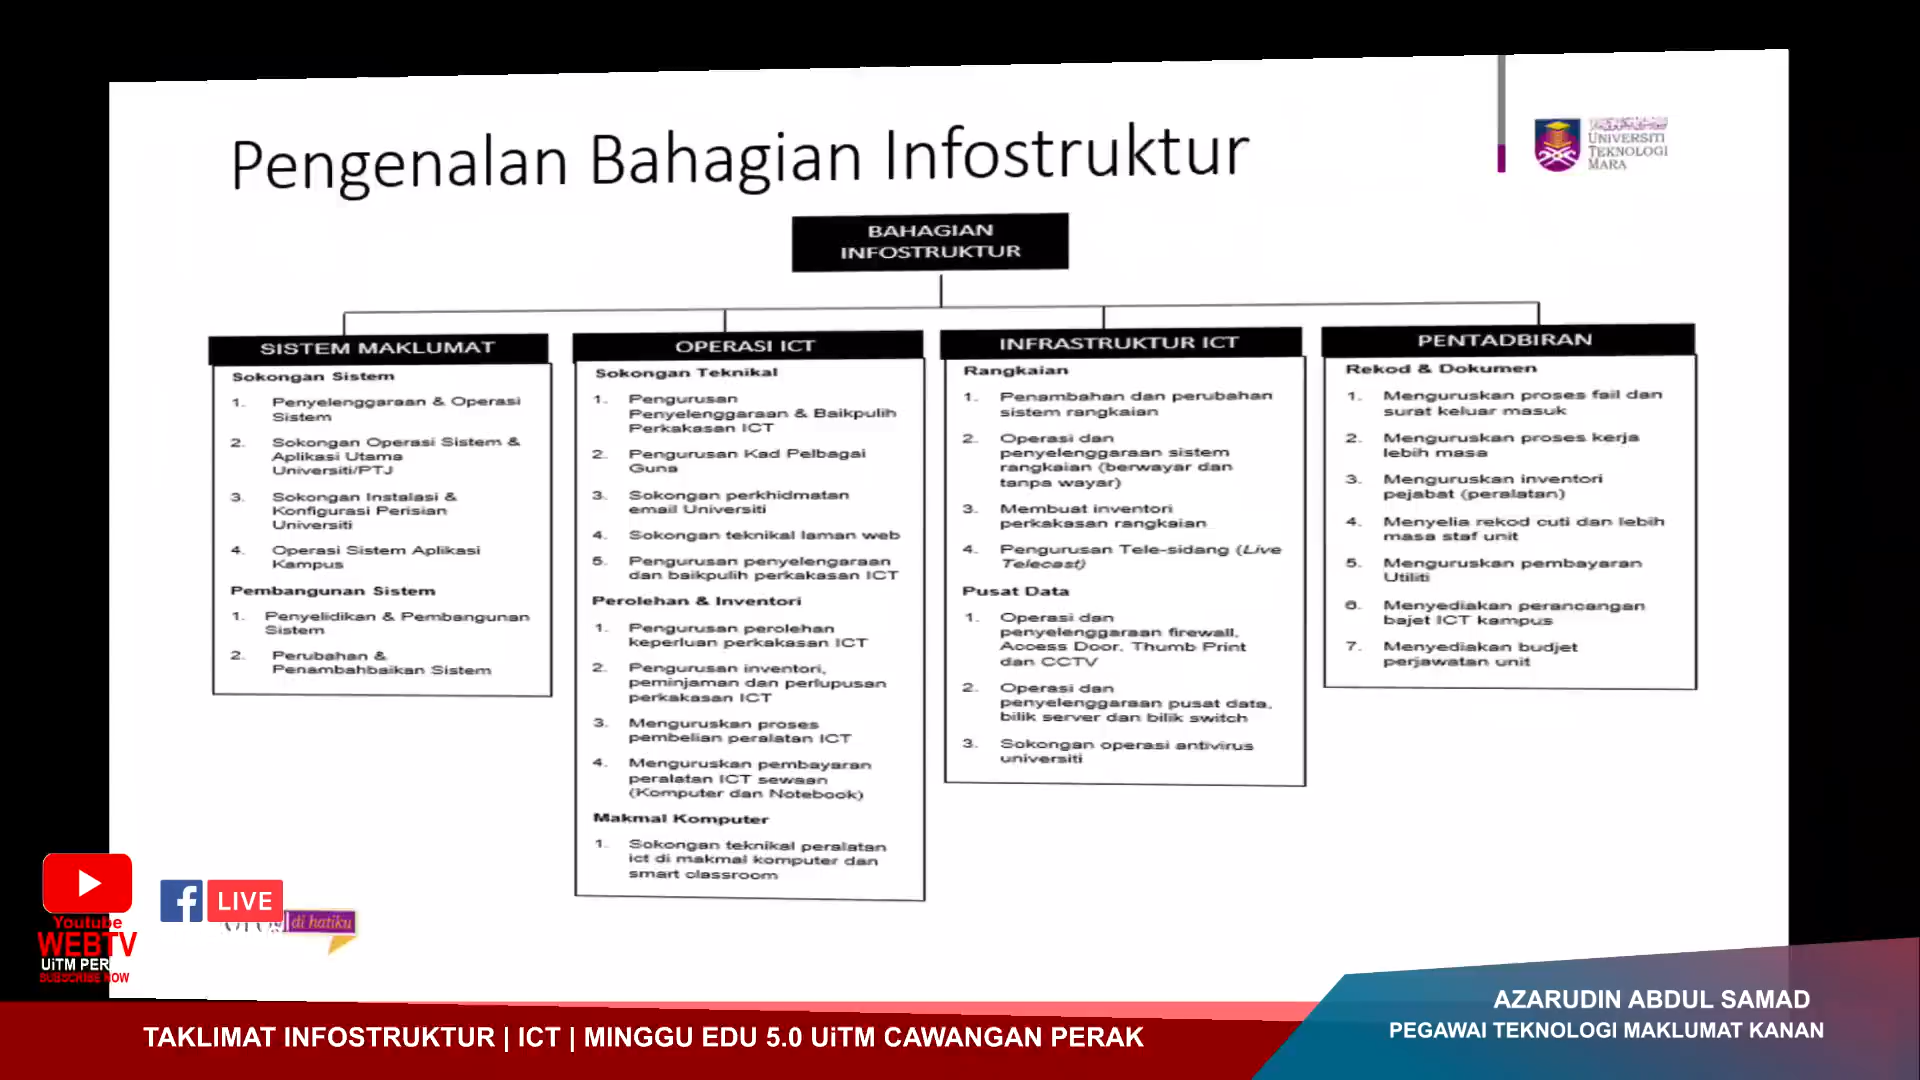 Pengenalan Bahagian Infostruktur
UNIVERSITI
TEKNOLOGI
MARA
BAHAGIAN
INFOSTRUKTUR
SISTEM MAKLUMAT
Sokongan Sistem
1. Penyelenggaraan & Operasi
Sistem
2. Sokongan Operasi Sistem &
Aplikasi Utama
Universiti/PTJ
3. Sokongan Instalasi &
Konfigurasi Perisian
Universiti
4. Operasi Sistem Aplikasi
Kampus
Pembangunan Sistem
1. Penyelidikan & Pembangunan
Sistem
2. Perubahan &
Penambahbaikan Sistem
OPERASI ICT
Sokongan Teknikal
1. Pengurusan
Penyelenggaraan & Baikpulih
Perkakasan ICT
2. Pengurusan Kad Pelbagai
Guna
3. Sokongan perkhidmatan
email Universiti
4. Sokongan teknikal laman web
5. Pengurusan penyelengaraan
dan baikpulih perkakasan ICT
Perolehan & Inventori
1. Pengurusan perolehan
keperluan perkakasan ICT
2. Pengurusan inventori,
peminjaman dan perlupusan
perkakasan ICT
3. Menguruskan proses
pembelian peralatan ICT
4. Menguruskan pembayaran
peralatan ICT sewaan
(Komputer dan Notebook)
Makmal Komputer
1. Sokongan teknikal peralatan
ict di makmal komputer dan
smart classroom
INFRASTRUKTUR ICT
Rangkaian
1. Penambahan dan perubahan
sistem rangkaian
2. Operasi dan
penyelenggaraan sistem
rangkaian (berwayar dan
tanpa wayar)
3. Membuat inventori
perkakasan rangkaian
4. Pengurusan Tele-sidang (Live
Telecast)
Pusat Data
1. Operasi dan
penyelenggaraan firewall,
Access Door, Thumb Print
dan CCTV
2. Operasi dan
penyelenggaraan pusat data,
bilik server dan bilik switch
3. Sokongan operasi antivirus
universiti
PENTADBIRAN
Rekod & Dokumen
1. Menguruskan proses fail dan
surat keluar masuk
2. Menguruskan proses kerja
lebih masa
3. Menguruskan inventori
pejabat (peralatan)
4. Menyelia rekod cuti dan lebih
masa staf unit
5. Menguruskan pembayaran
Utiliti
6. Menyediakan perancangan
bajet ICT kampus
7. Menyediakan budjet
perjawatan unit
LIVE
di hatiku
Youtube
WEBTV
UiTM PER
SUBSCRIBE NOW
TAKLIMAT INFOSTRUKTUR | ICT | MINGGU EDU 5.0 UiTM CAWANGAN PERAK
AZARUDIN ABDUL SAMAD
PEGAWAI TEKNOLOGI MAKLUMAT KANAN